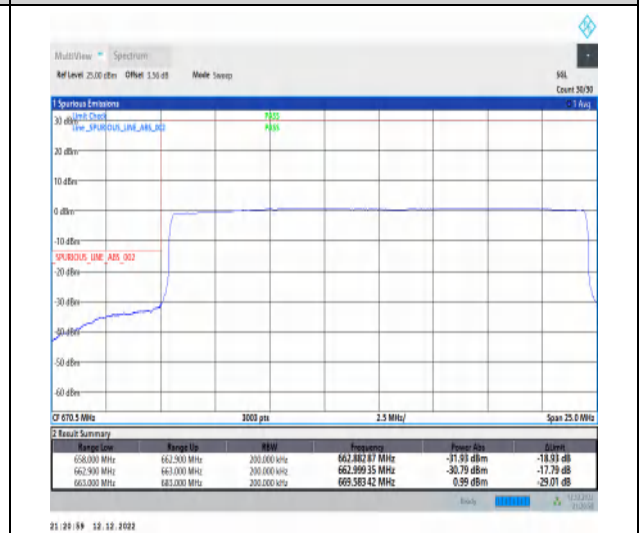 MultiView Spectrum
Ref Level 25.00 dBm Offset 3.50 dB Mode Sweep SGL
Count 30/30
1 Spurious Emissions 1 Avg
30 dBm Limit Check PASS
Line _SPURIOUS_LINE_ABS_002 PASS
20 dBm
10 dBm
0 dBm
-10 dBm
_SPURIOUS_LINE_ABS_002
-20 dBm
-30 dBm
-40 dBm
-50 dBm
-60 dBm
CF 670.5 MHz 3003 pts 2.5 MHz/ Span 25.0 MHz
2 Result Summary
Range Low Range Up RBW Frequency Power Abs ΔLimit
658.000 MHz 662.900 MHz 200.000 kHz 662.88287 MHz -31.93 dBm -18.93 dB
662.900 MHz 663.000 MHz 200.000 kHz 662.99935 MHz -30.79 dBm -17.79 dB
663.000 MHz 683.000 MHz 200.000 kHz 669.58342 MHz 0.99 dBm -29.01 dB
Ready
21:20:59 12.12.2022